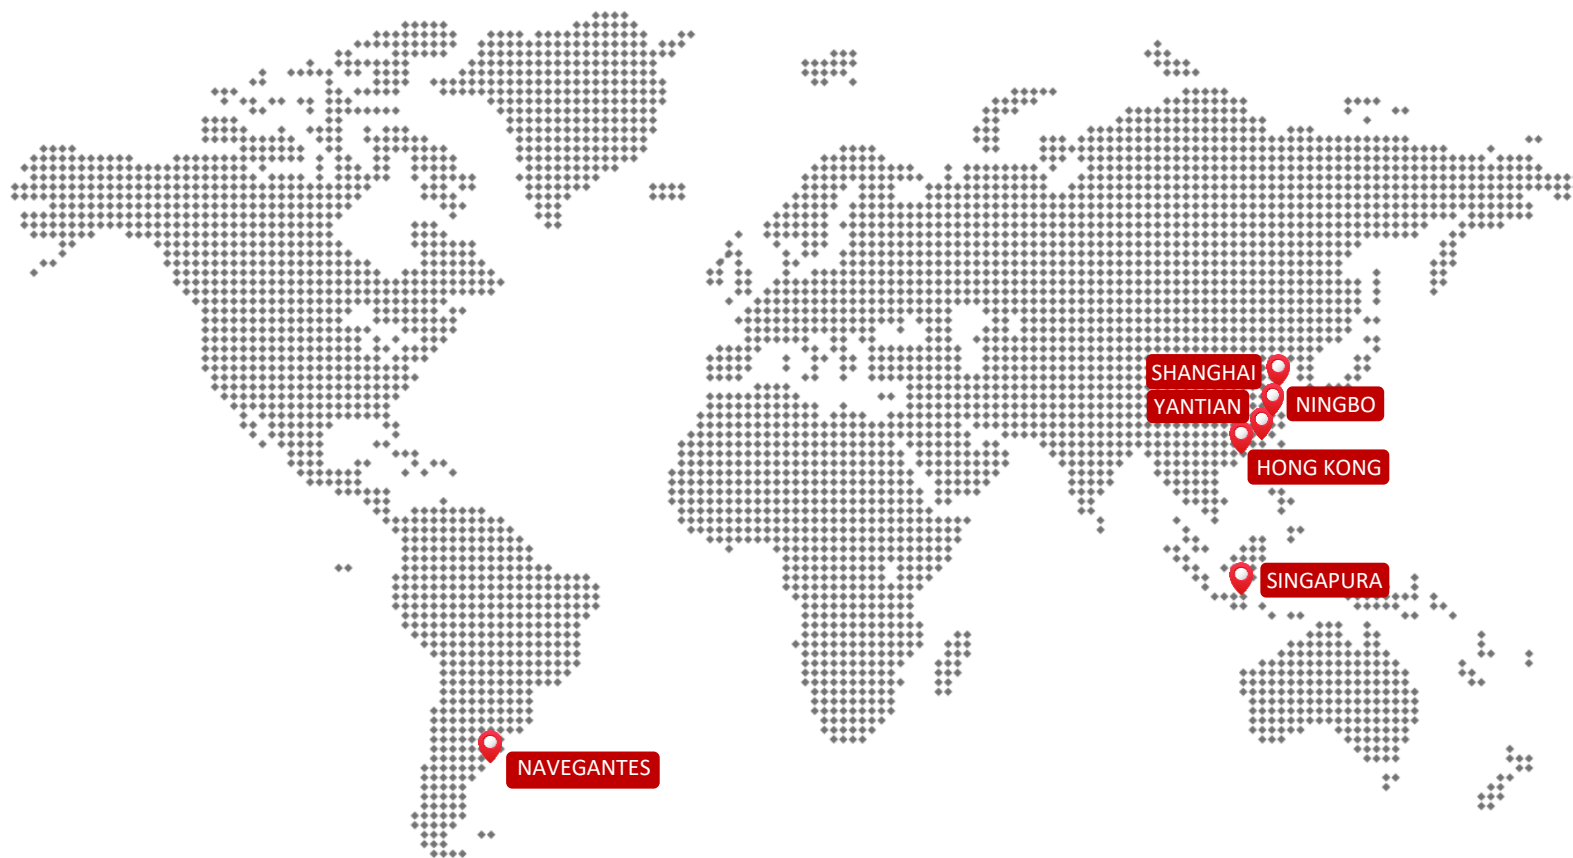 SHANGHAI
YANTIAN
NINGBO
HONG KONG
SINGAPURA
NAVEGANTES